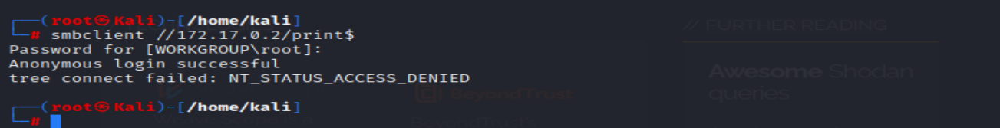 ┌──(root㉿Kali)-[/home/kali]
└─# smbclient //172.17.0.2/print$
// FURTHER READING
Password for [WORKGROUP\root]:
Anonymous login successful
tree connect failed: NT_STATUS_ACCESS_DENIED
Awesome Shodan
queries
BeyondTrust
┌──(root㉿Kali)-[/home/kali]
└─#
BeyondTrust's